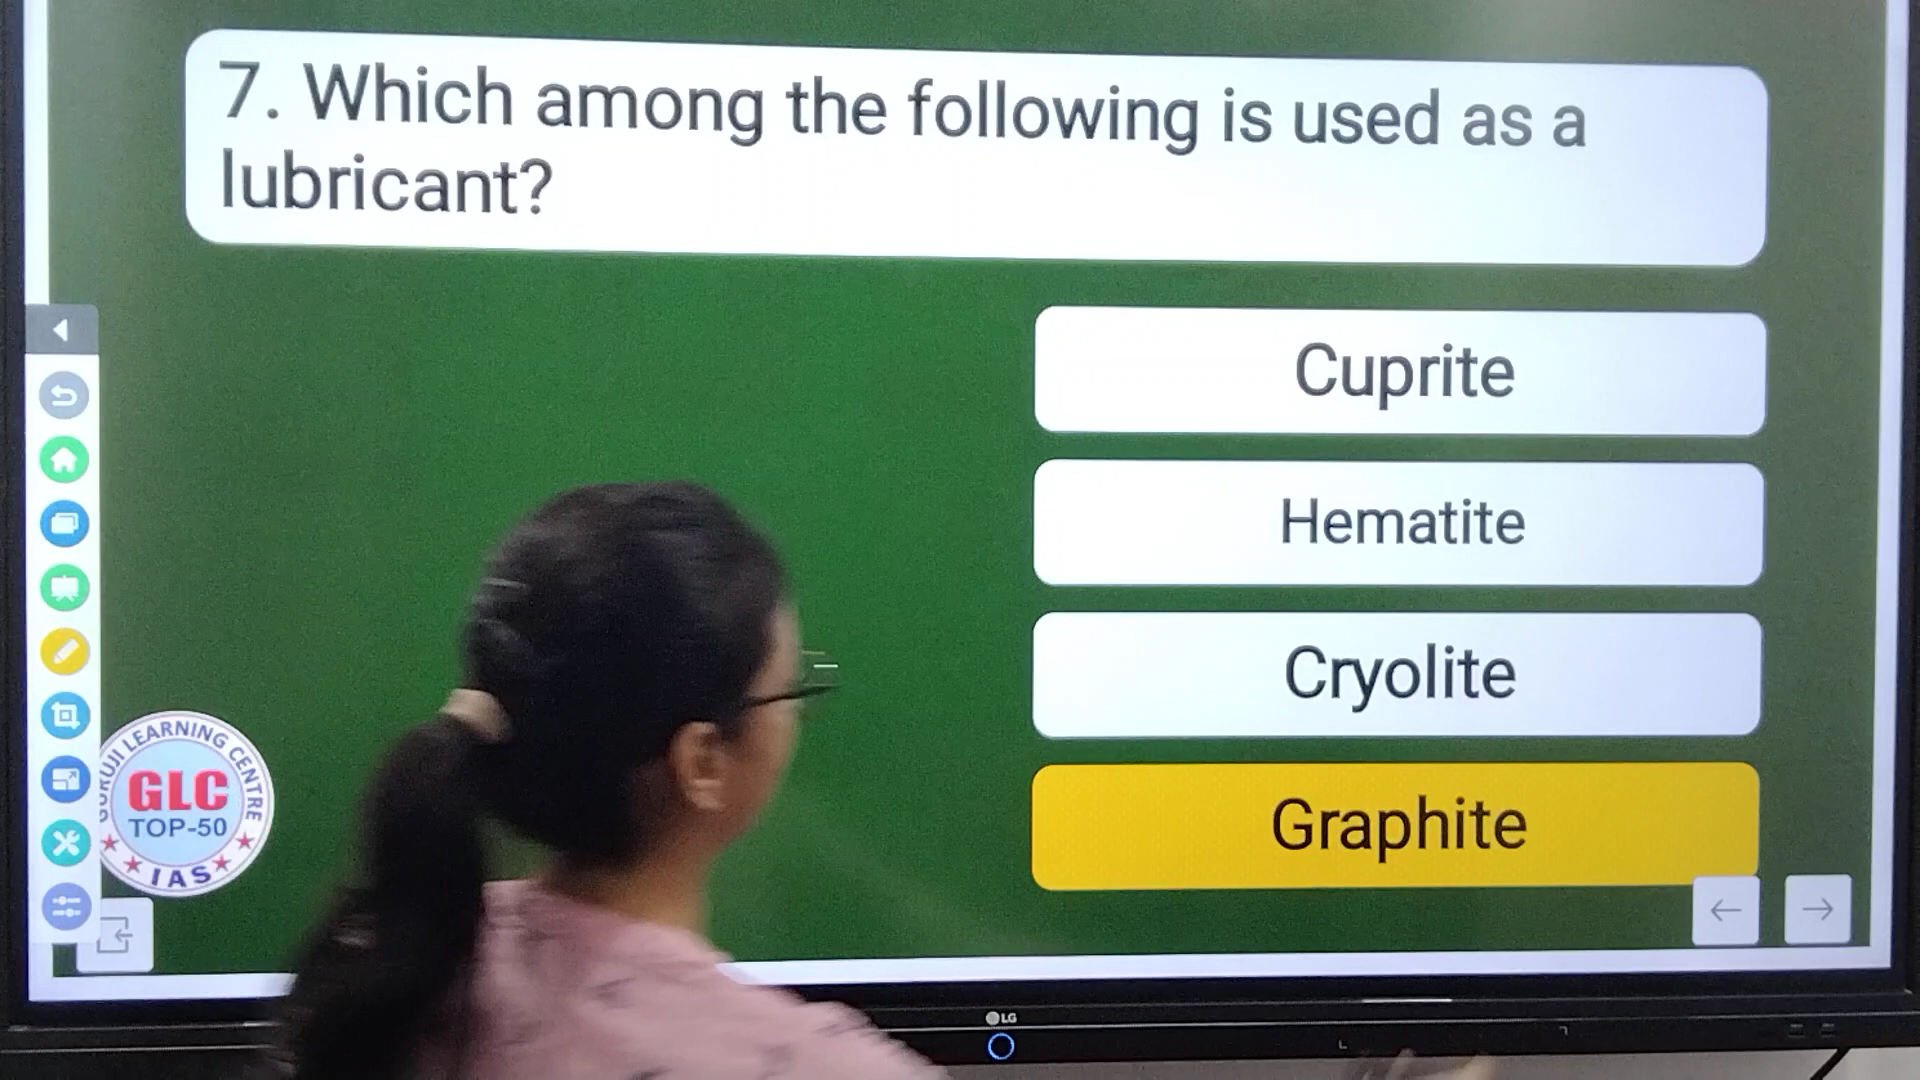 7. Which among the following is used as a
lubricant?
Cuprite
Hematite
Cryolite
Graphite
GURUJI LEARNING CENTRE
GLC
TOP-50
IAS
LG